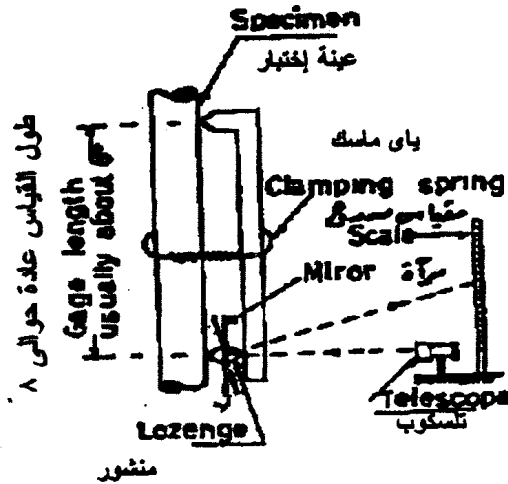 Specimen
عينة إختبار
طول القياس عادة حوالى ٨
Gage length
usually about
ياى ماسك
Clamping spring
Scale
Miror
مرآة
Telescope
تلسكوب
Lozenge
منشور